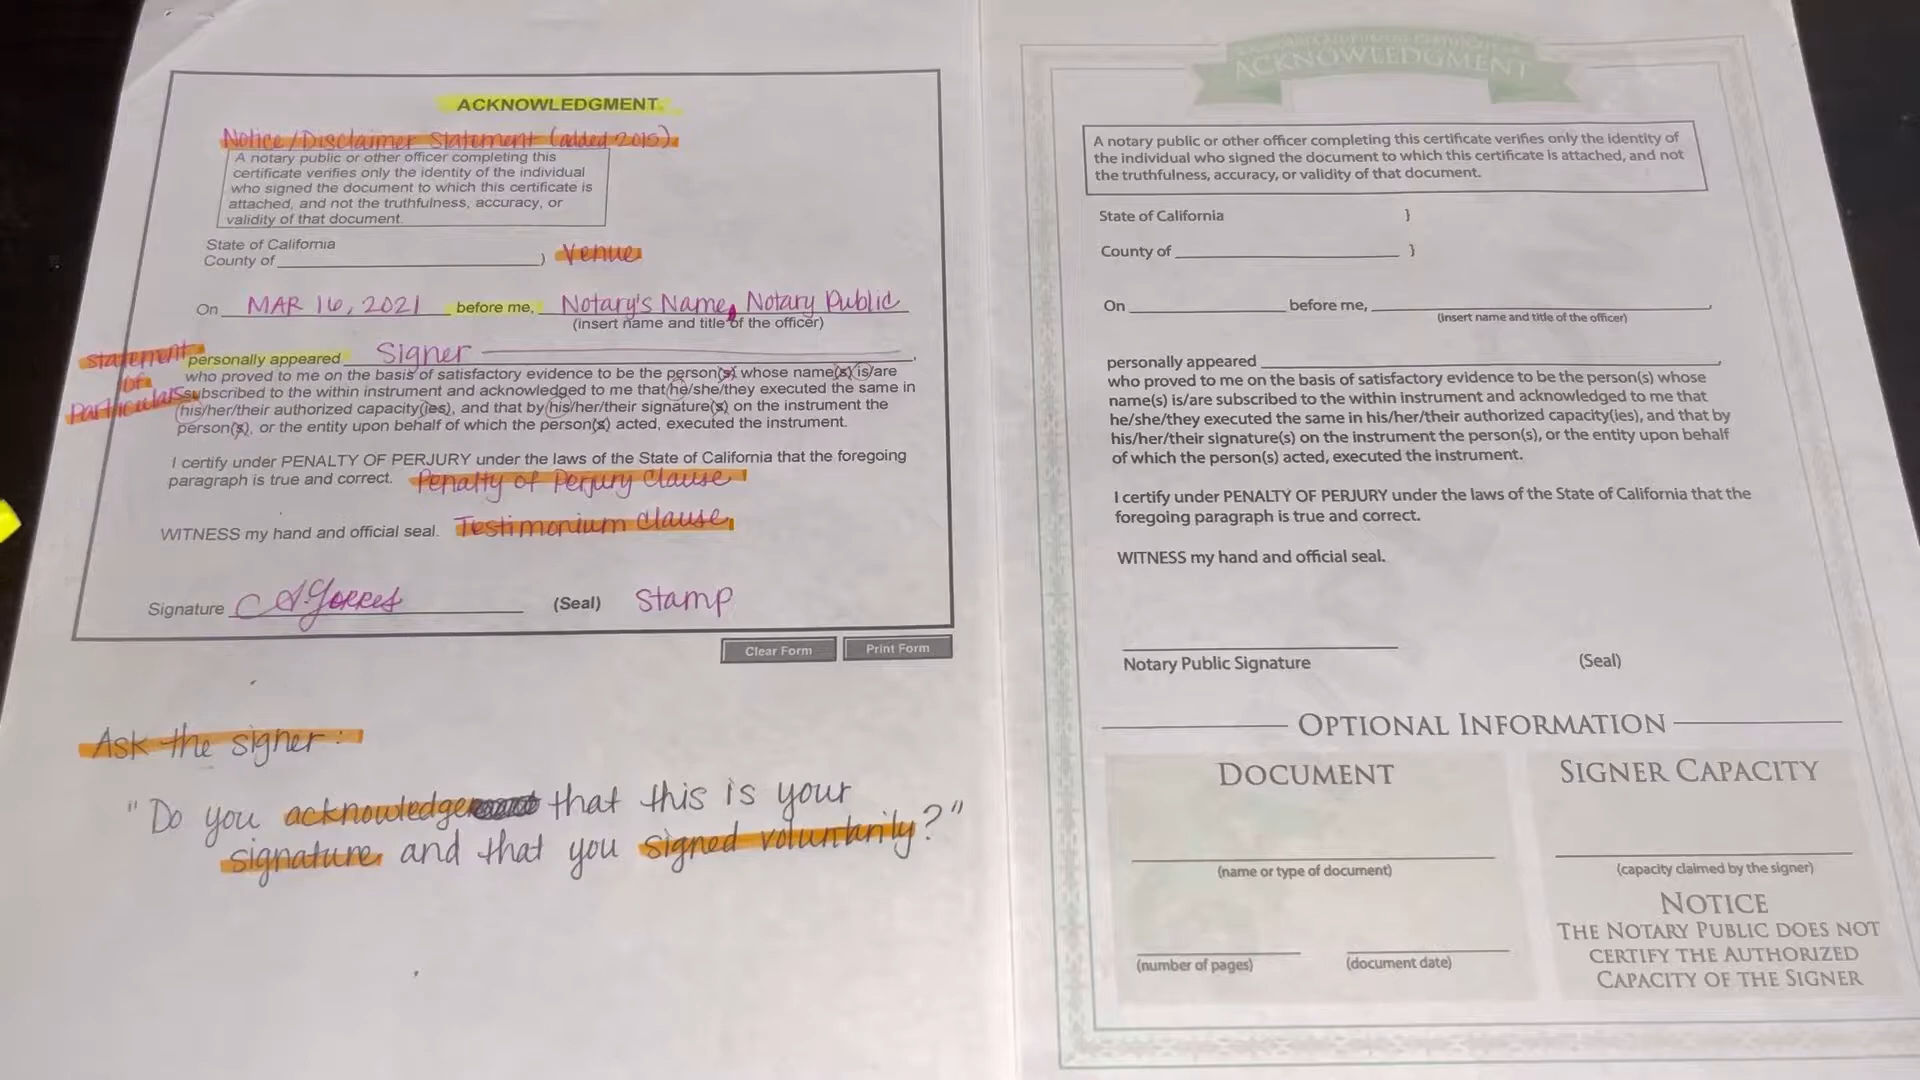 ACKNOWLEDGMENT
Notice/Disclaimer Statement (added 2015)
A notary public or other officer completing this
certificate verifies only the identity of the individual
who signed the document to which this certificate is
attached, and not the truthfulness, accuracy, or
validity of that document.
State of California
County of ) Venue
On MAR 16, 2021 before me, Notary's Name, Notary Public
(insert name and title of the officer)
Statement of Particulars
personally appeared Signer ,
who proved to me on the basis of satisfactory evidence to be the person(s) whose name(s) is/are
subscribed to the within instrument and acknowledged to me that he/she/they executed the same in
his/her/their authorized capacity(ies), and that by his/her/their signature(s) on the instrument the
person(s), or the entity upon behalf of which the person(s) acted, executed the instrument.
I certify under PENALTY OF PERJURY under the laws of the State of California that the foregoing
paragraph is true and correct. Penalty of Perjury Clause
WITNESS my hand and official seal. Testimonium Clause
Signature (Seal) Stamp
Clear Form Print Form
Ask the signer:
"Do you acknowledge that this is your
signature and that you signed voluntarily?"
ACKNOWLEDGMENT
A notary public or other officer completing this certificate verifies only the identity of
the individual who signed the document to which this certificate is attached, and not
the truthfulness, accuracy, or validity of that document.
State of California }
County of }
On before me, ,
(insert name and title of the officer)
personally appeared ,
who proved to me on the basis of satisfactory evidence to be the person(s) whose
name(s) is/are subscribed to the within instrument and acknowledged to me that
he/she/they executed the same in his/her/their authorized capacity(ies), and that by
his/her/their signature(s) on the instrument the person(s), or the entity upon behalf
of which the person(s) acted, executed the instrument.
I certify under PENALTY OF PERJURY under the laws of the State of California that the
foregoing paragraph is true and correct.
WITNESS my hand and official seal.
Notary Public Signature (Seal)
OPTIONAL INFORMATION
DOCUMENT
(name or type of document)
(number of pages) (document date)
SIGNER CAPACITY
(capacity claimed by the signer)
NOTICE
THE NOTARY PUBLIC DOES NOT
CERTIFY THE AUTHORIZED
CAPACITY OF THE SIGNER